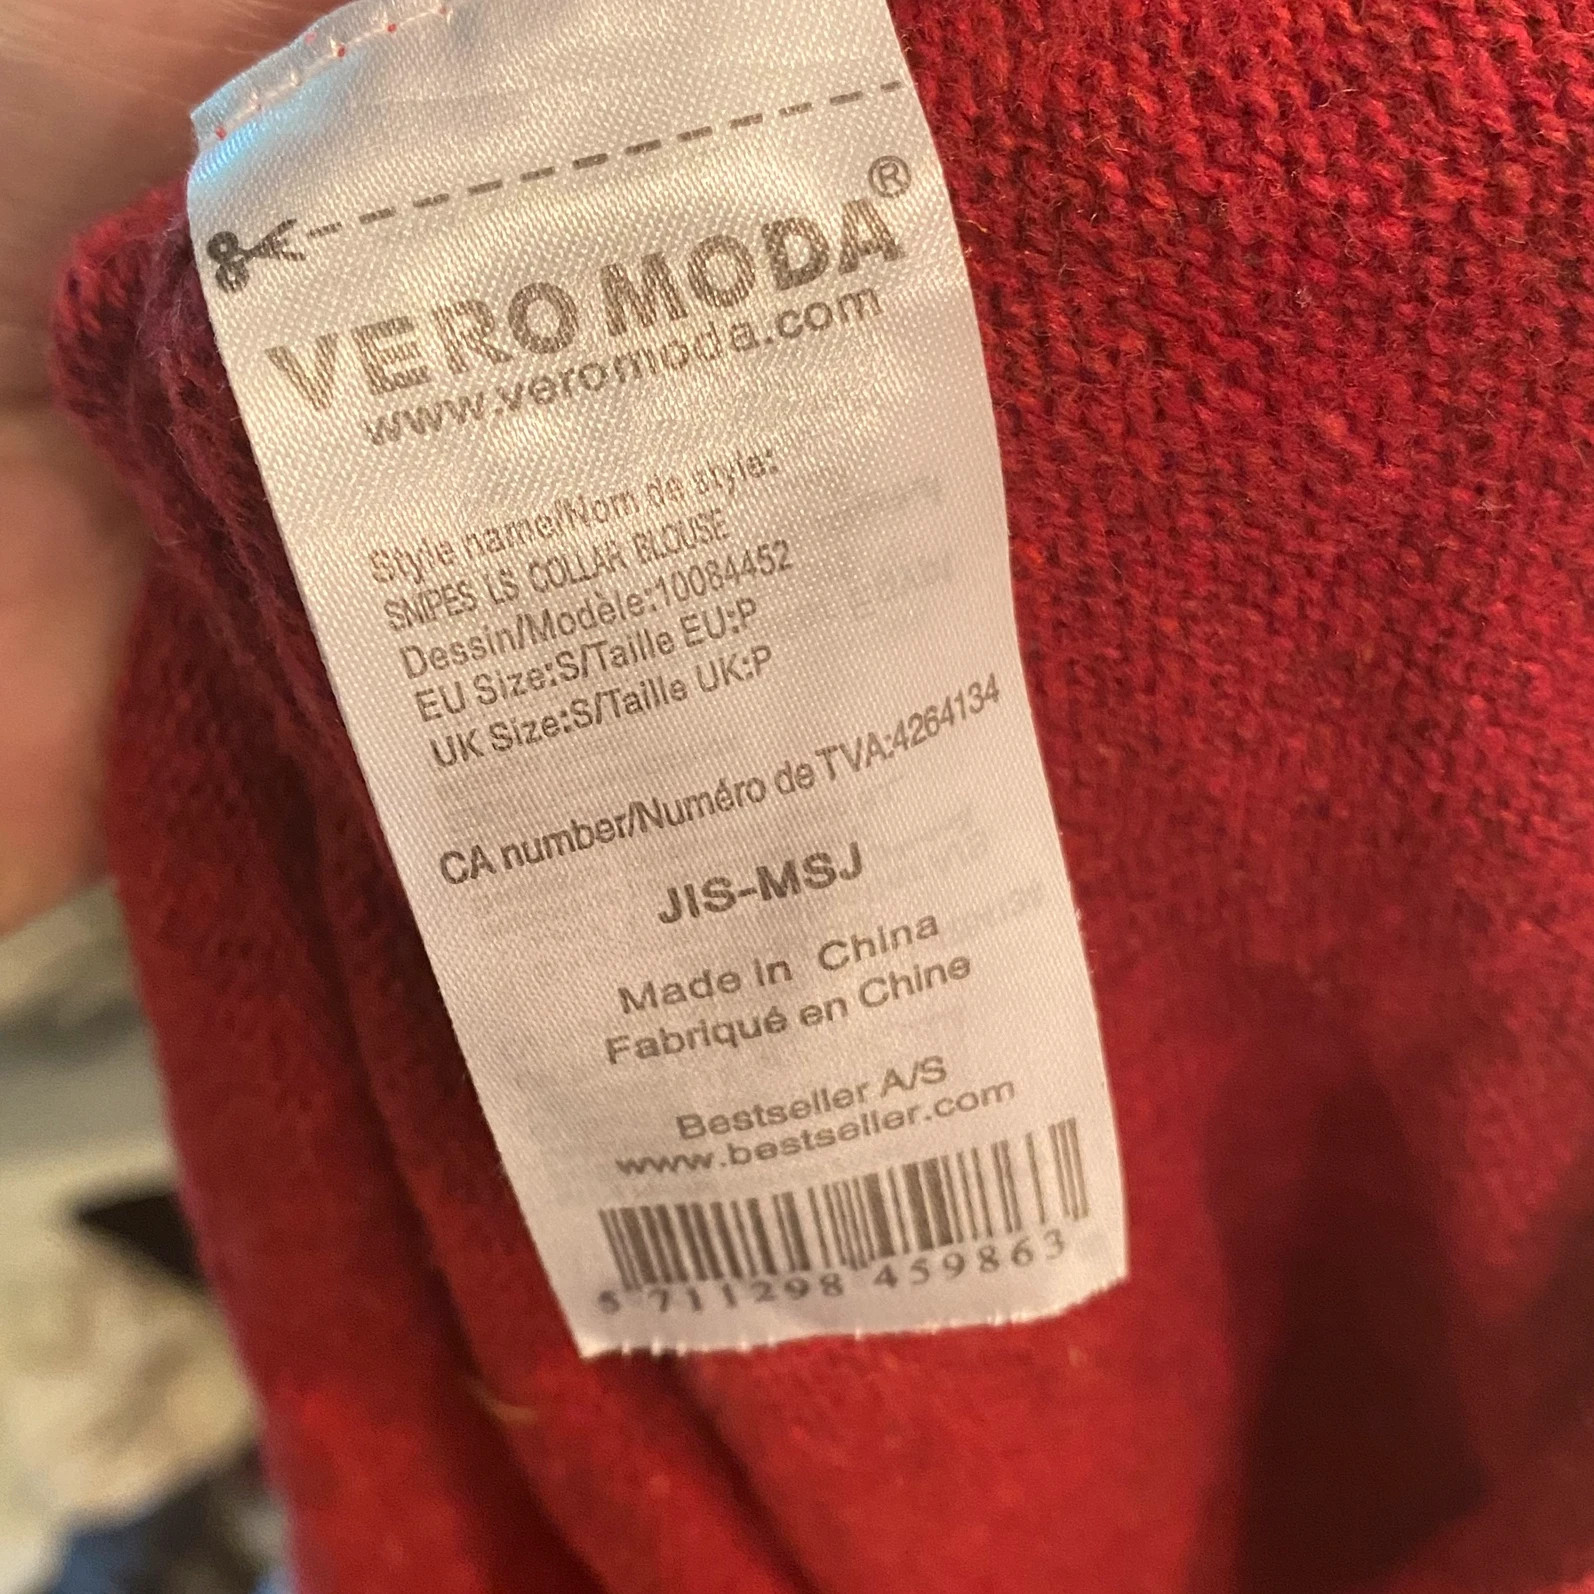 VERO MODA®
www.veromoda.com
Style name/Nom de style:
SNIPES LS COLLAR BLOUSE
Dessin/Modèle:10084452
EU Size:S/Taille EU:P
UK Size:S/Taille UK:P
CA number/Numéro de TVA:4264134
JIS-MSJ
Made in China
Fabriqué en Chine
Bestseller A/S
www.bestseller.com
5 711298 459863